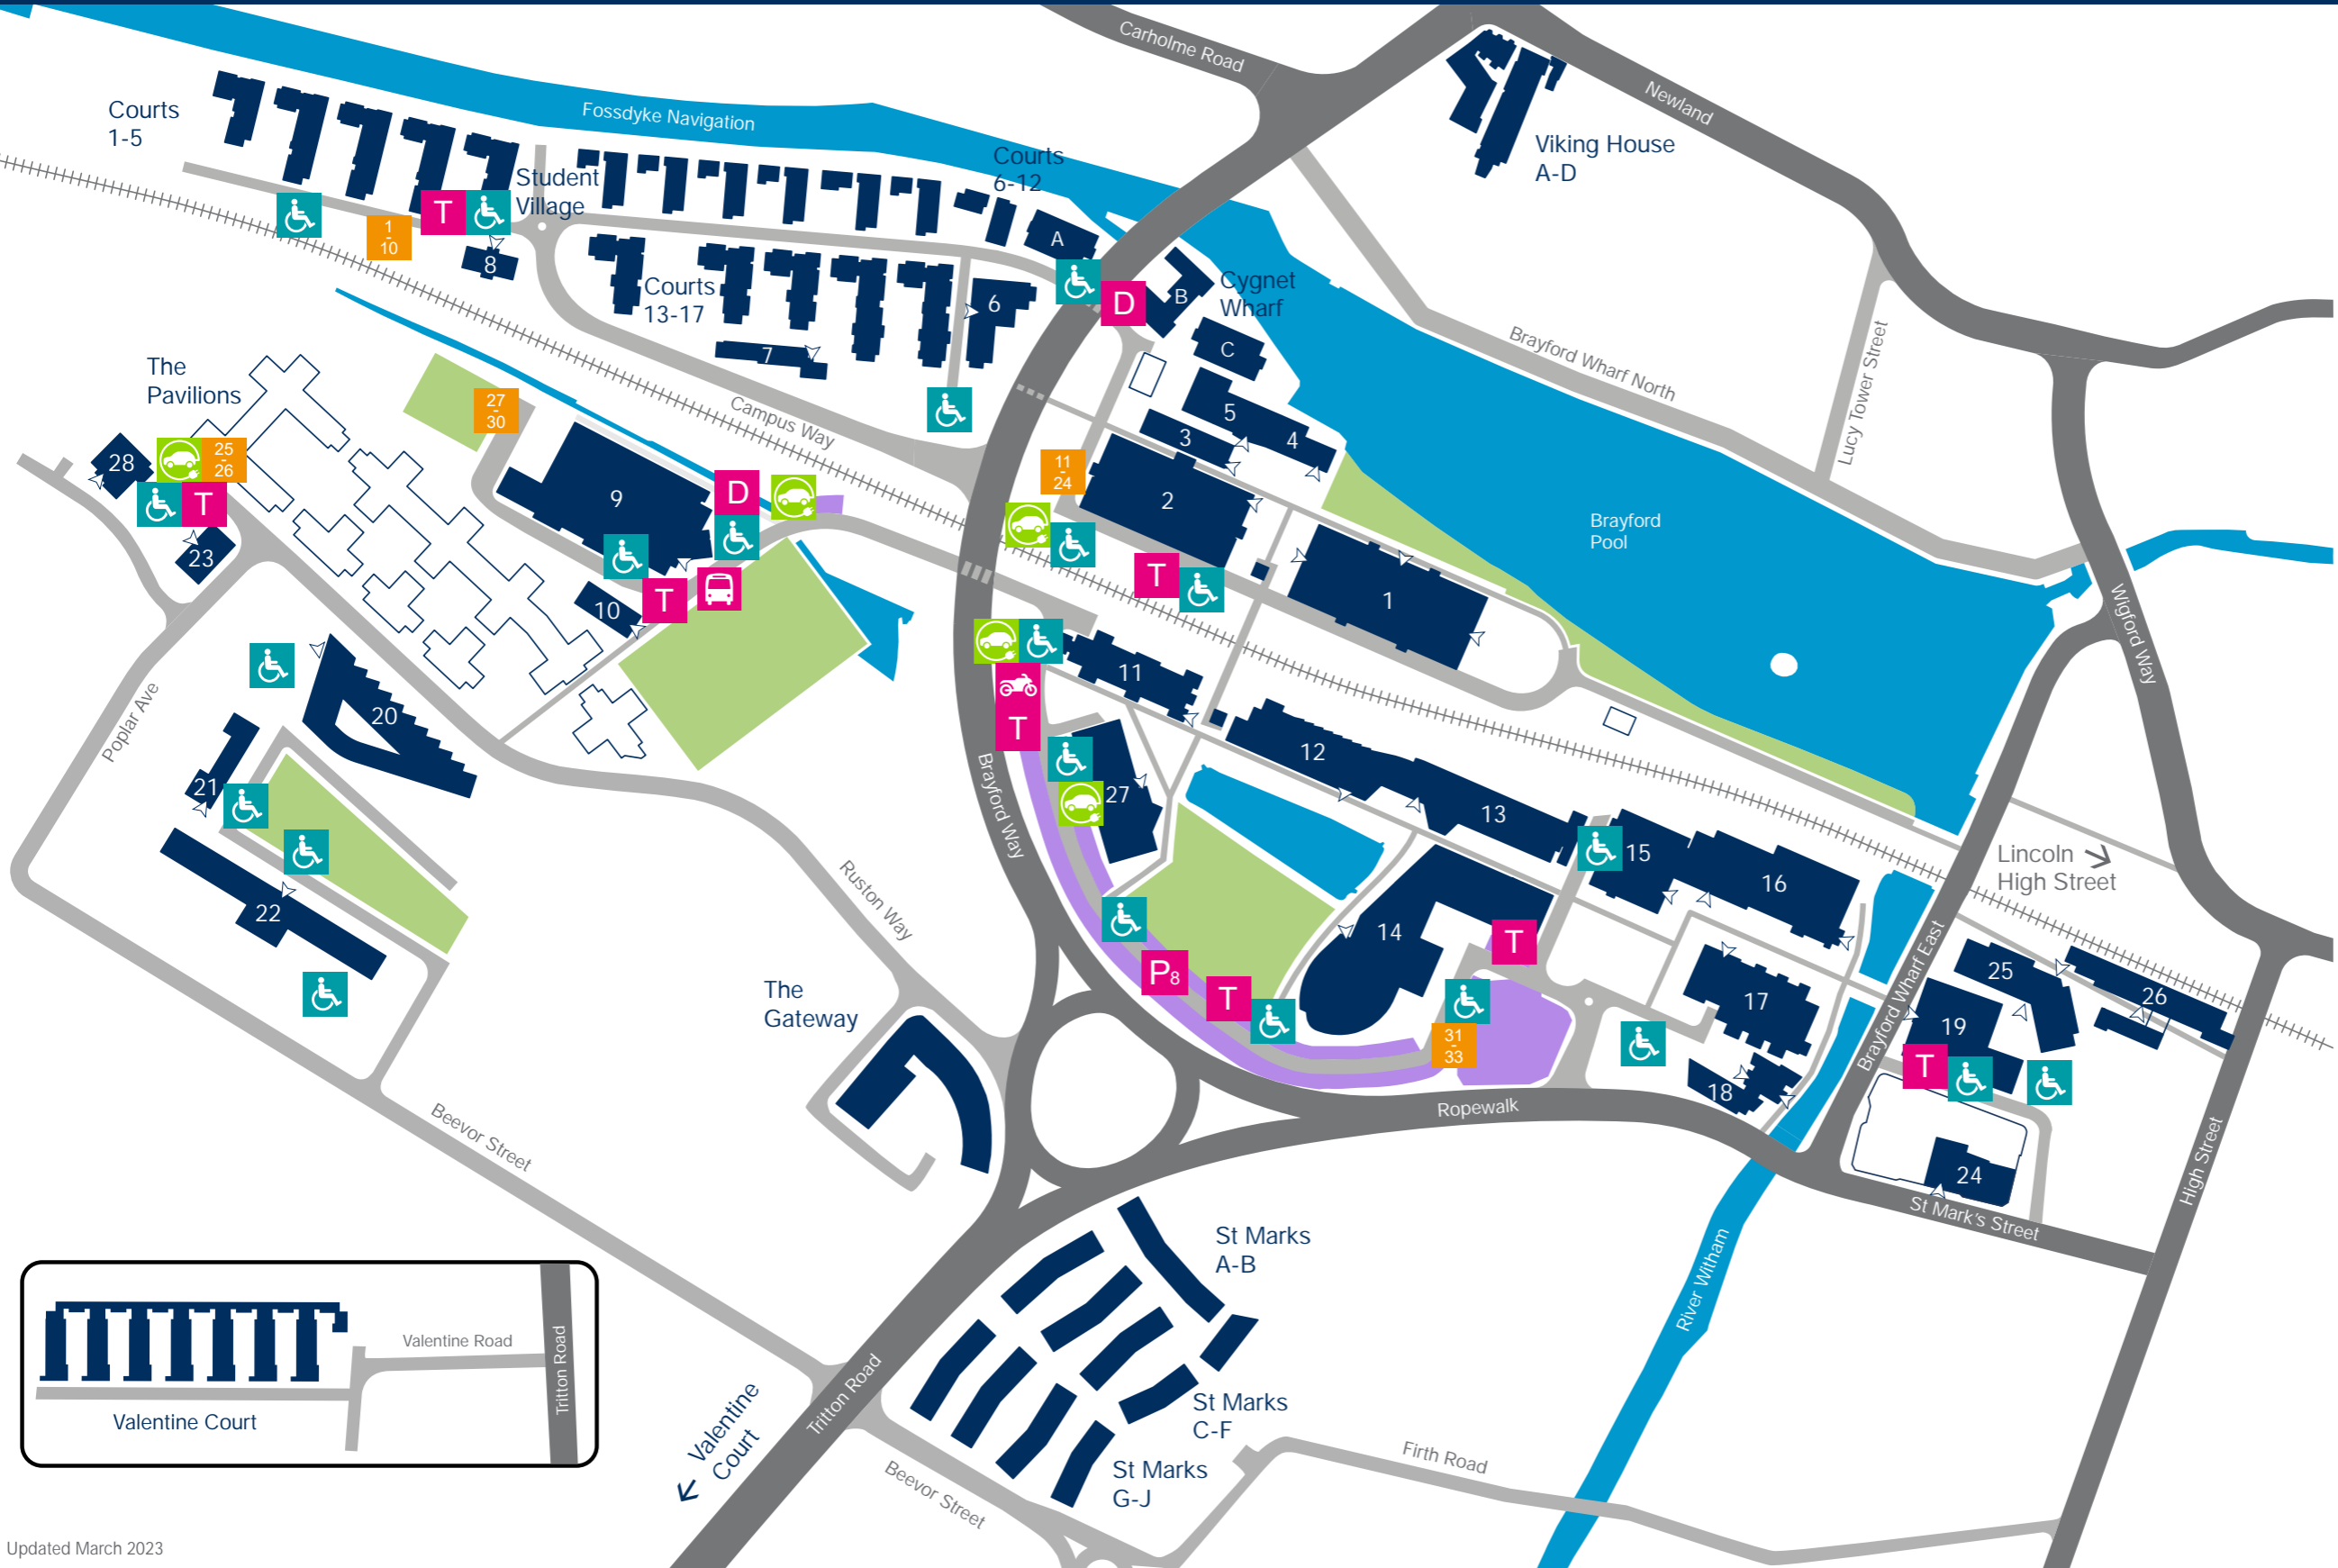 Carholme Road
Newland
Courts
1-5
Fossdyke Navigation
Viking House
A-D
Courts
6-12
Student
Village
T
1
-
10
8
A
Cygnet
Wharf
B
D
C
Courts
13-17
6
7
Brayford Wharf North
Lucy Tower Street
The
Pavilions
27
-
30
Campus Way
5
3
4
28
25
-
26
T
23
9
D
11
-
24
2
T
Brayford
Pool
10
T
1
Wigford Way
11
T
Poplar Ave
20
21
22
Brayford Way
27
12
13
15
16
Lincoln
High Street
Ruston Way
14
T
P8
T
31
-
33
17
18
Brayford Wharf East
25
26
19
T
24
The
Gateway
Ropewalk
High Street
St Mark's Street
Beevor Street
River Witham
St Marks
A-B
Valentine Road
Tritton Road
Valentine Court
Tritton Road
Valentine
Court
St Marks
C-F
St Marks
G-J
Firth Road
Beevor Street
Updated March 2023